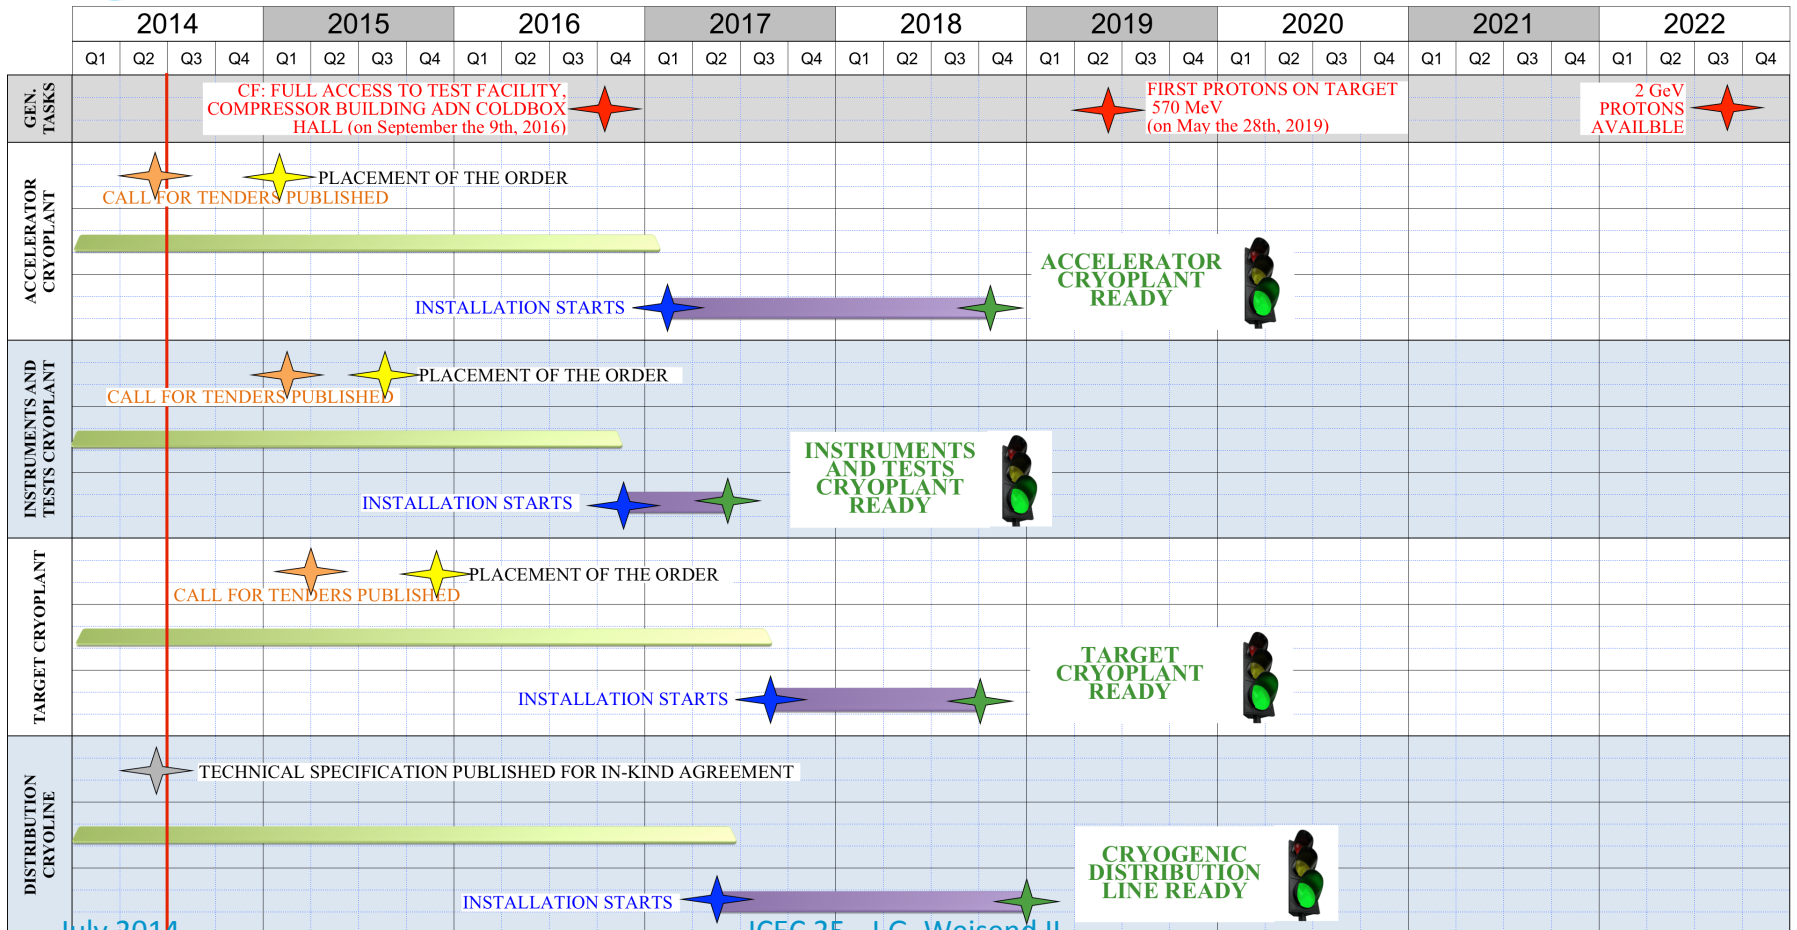 2014 2015 2016 2017 2018 2019 2020 2021 2022
Q1 Q2 Q3 Q4 Q1 Q2 Q3 Q4 Q1 Q2 Q3 Q4 Q1 Q2 Q3 Q4 Q1 Q2 Q3 Q4 Q1 Q2 Q3 Q4 Q1 Q2 Q3 Q4 Q1 Q2 Q3 Q4 Q1 Q2 Q3 Q4
GEN.
TASKS
CF: FULL ACCESS TO TEST FACILITY,
COMPRESSOR BUILDING ADN COLDBOX
HALL (on September the 9th, 2016)
FIRST PROTONS ON TARGET
570 MeV
(on May the 28th, 2019)
2 GeV
PROTONS
AVAILBLE
ACCELERATOR
CRYOPLANT
PLACEMENT OF THE ORDER
CALL FOR TENDERS PUBLISHED
INSTALLATION STARTS
ACCELERATOR
CRYOPLANT
READY
INSTRUMENTS AND
TESTS CRYOPLANT
PLACEMENT OF THE ORDER
CALL FOR TENDERS PUBLISHED
INSTALLATION STARTS
INSTRUMENTS
AND TESTS
CRYOPLANT
READY
TARGET CRYOPLANT
PLACEMENT OF THE ORDER
CALL FOR TENDERS PUBLISHED
INSTALLATION STARTS
TARGET
CRYOPLANT
READY
DISTRIBUTION
CRYOLINE
TECHNICAL SPECIFICATION PUBLISHED FOR IN-KIND AGREEMENT
INSTALLATION STARTS
CRYOGENIC
DISTRIBUTION
LINE READY
July 2014
ICEC 25 J.G. Weisend II